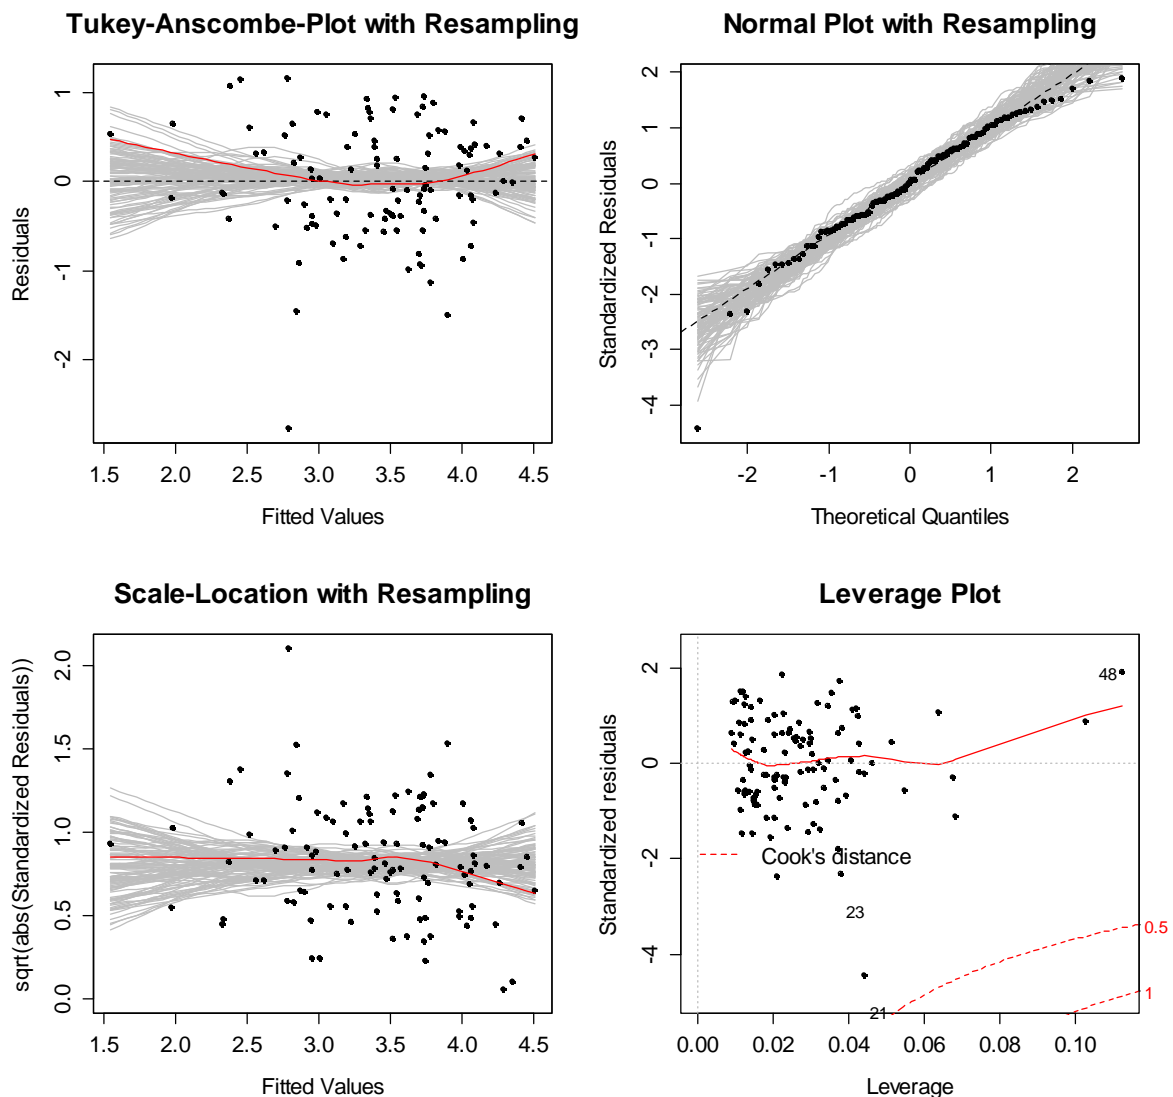 Tukey-Anscombe-Plot with Resampling
Residuals
1
0
-1
-2
1.5 2.0 2.5 3.0 3.5 4.0 4.5
Fitted Values
Normal Plot with Resampling
Standardized Residuals
2
1
0
-1
-2
-3
-4
-2 -1 0 1 2
Theoretical Quantiles
Scale-Location with Resampling
sqrt(abs(Standardized Residuals))
2.0
1.5
1.0
0.5
0.0
1.5 2.0 2.5 3.0 3.5 4.0 4.5
Fitted Values
Leverage Plot
Standardized residuals
2
0
-2
-4
48
Cook's distance
23
0.5
1
21
0.00 0.02 0.04 0.06 0.08 0.10
Leverage